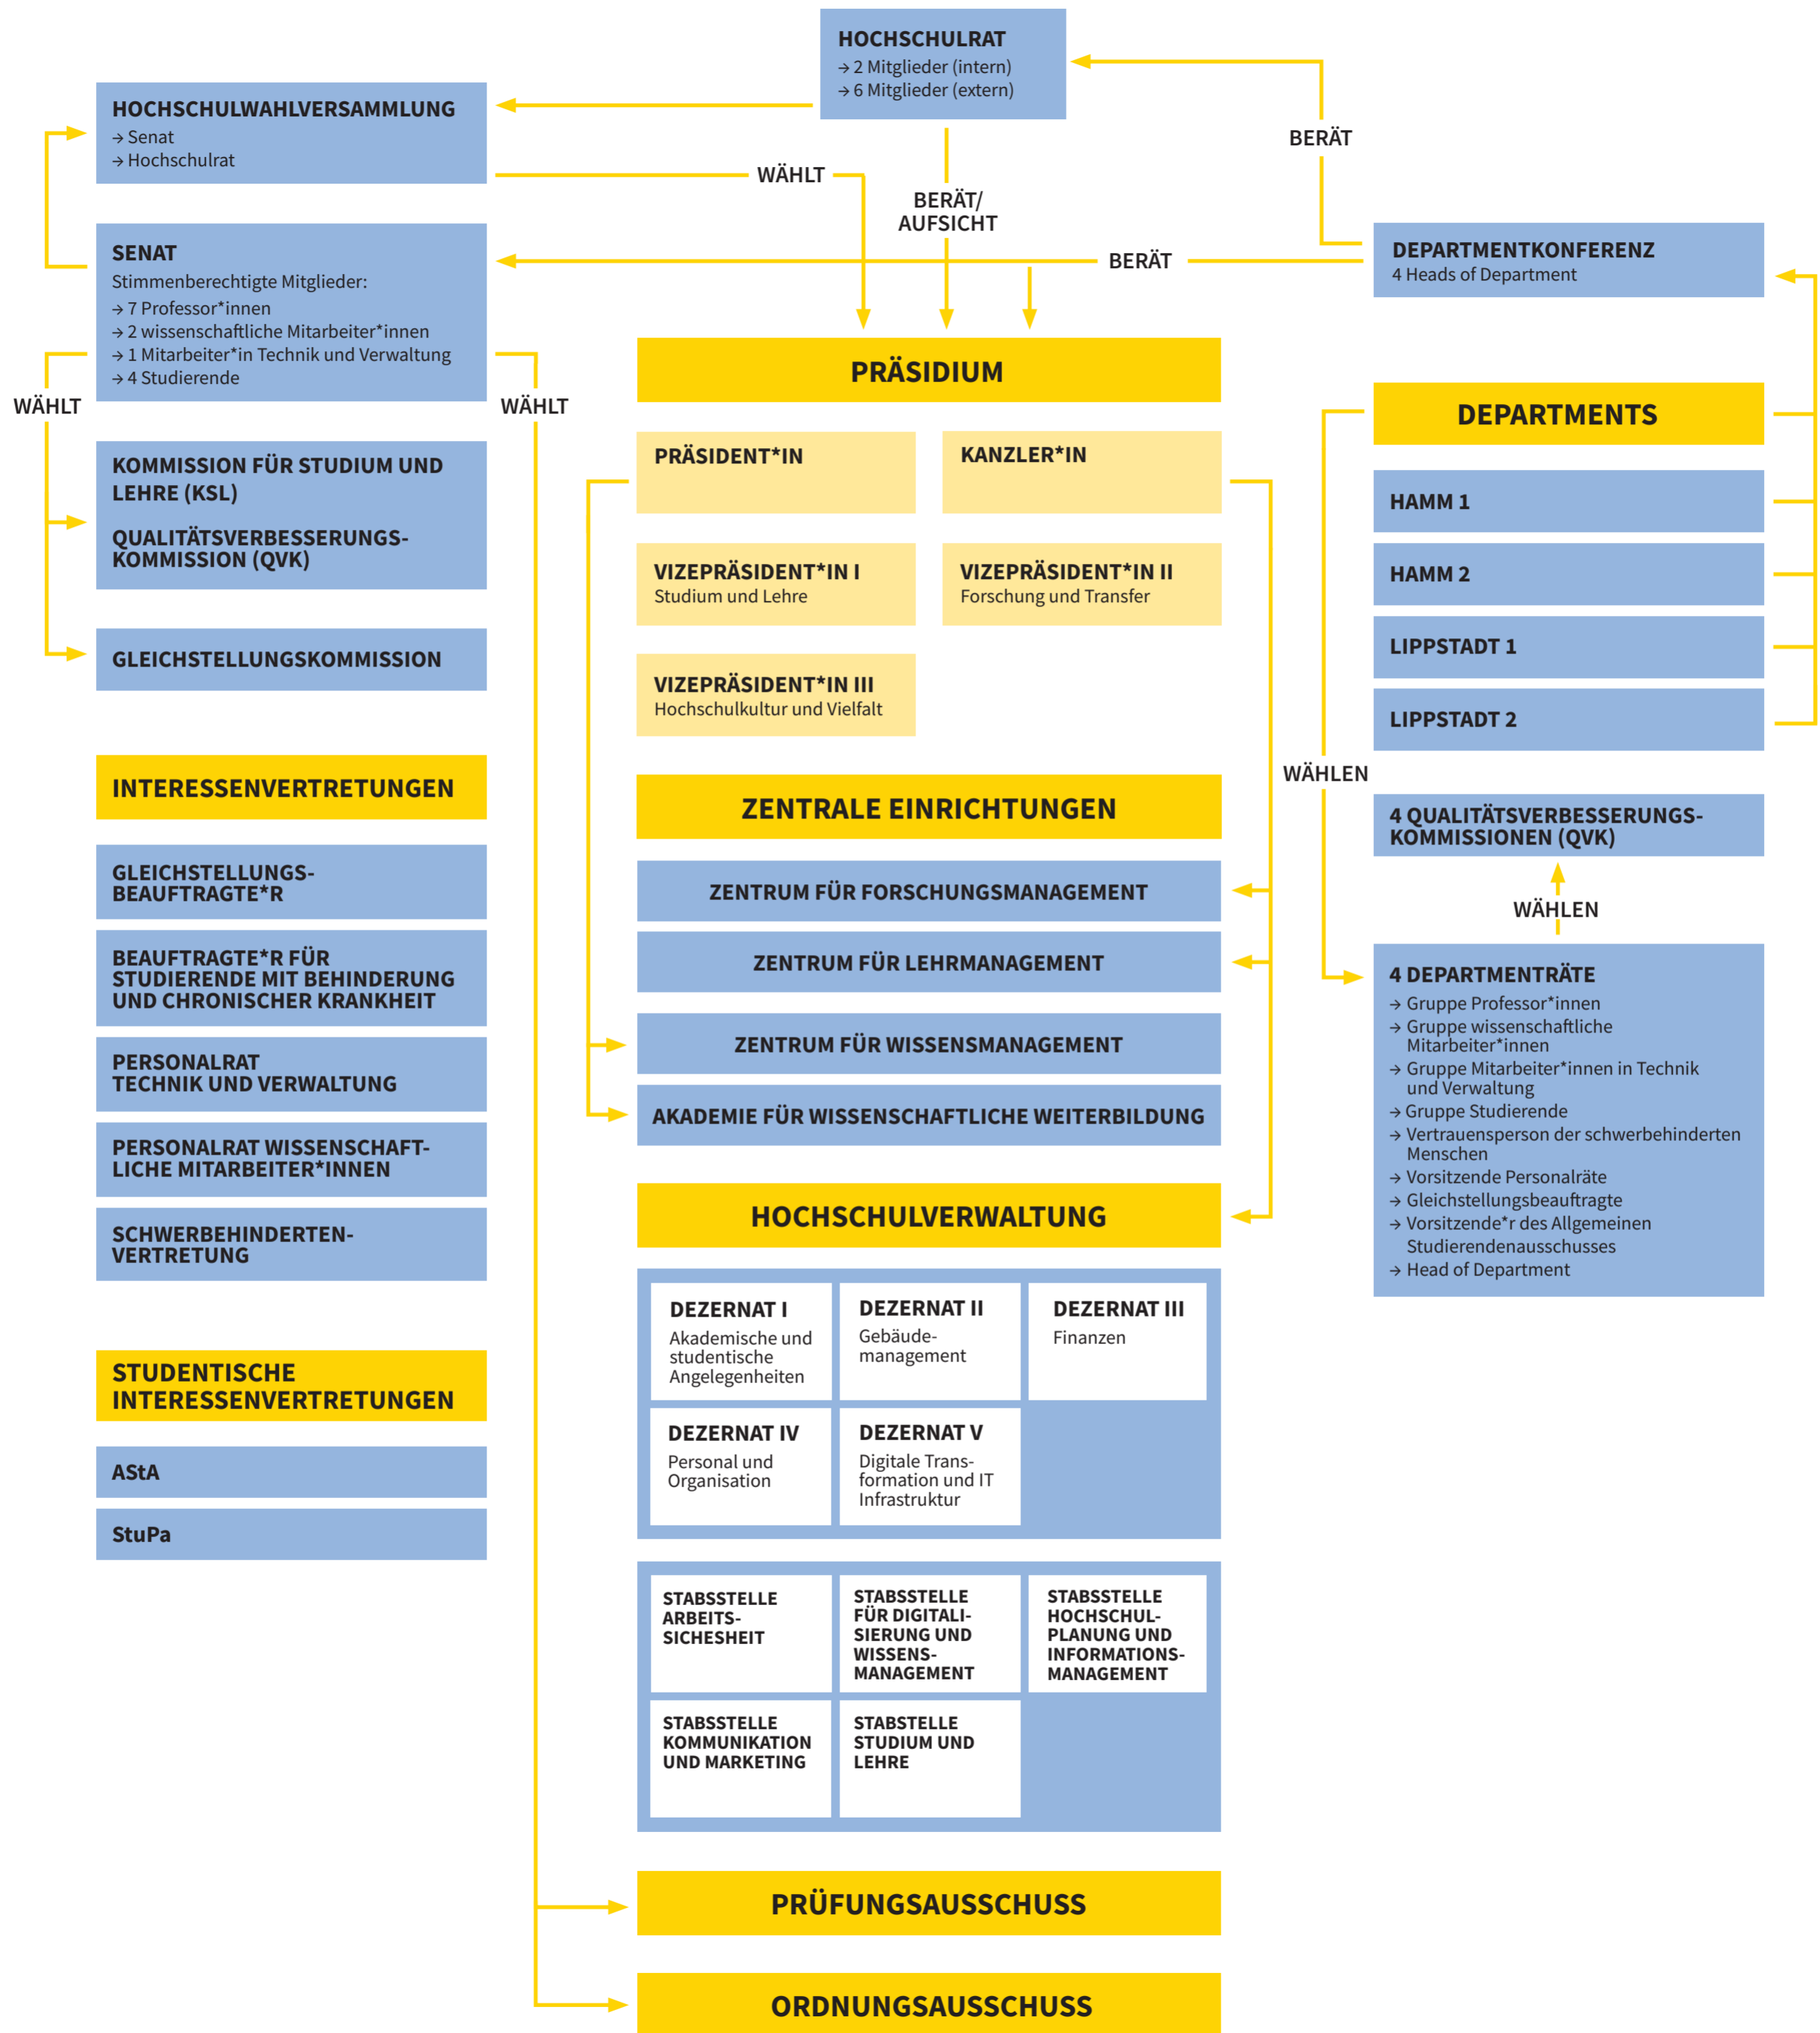 HOCHSCHULRAT
→ 2 Mitglieder (intern)
→ 6 Mitglieder (extern)
HOCHSCHULWAHLVERSAMMLUNG
→ Senat
→ Hochschulrat
BERÄT
WÄHLT
BERÄT/
AUFSICHT
SENAT
Stimmenberechtigte Mitglieder:
→ 7 Professor*innen
→ 2 wissenschaftliche Mitarbeiter*innen
→ 1 Mitarbeiter*in Technik und Verwaltung
→ 4 Studierende
BERÄT
DEPARTMENTKONFERENZ
4 Heads of Department
WÄHLT
WÄHLT
KOMMISSION FÜR STUDIUM UND
LEHRE (KSL)
QUALITÄTSVERBESSERUNGS-
KOMMISSION (QVK)
GLEICHSTELLUNGSKOMMISSION
INTERESSENVERTRETUNGEN
GLEICHSTELLUNGS-
BEAUFTRAGTE*R
BEAUFTRAGTE*R FÜR
STUDIERENDE MIT BEHINDERUNG
UND CHRONISCHER KRANKHEIT
PERSONALRAT
TECHNIK UND VERWALTUNG
PERSONALRAT WISSENSCHAFT-
LICHE MITARBEITER*INNEN
SCHWERBEHINDERTEN-
VERTRETUNG
STUDENTISCHE
INTERESSENVERTRETUNGEN
AStA
StuPa
PRÄSIDIUM
PRÄSIDENT*IN
KANZLER*IN
VIZEPRÄSIDENT*IN I
Studium und Lehre
VIZEPRÄSIDENT*IN II
Forschung und Transfer
VIZEPRÄSIDENT*IN III
Hochschulkultur und Vielfalt
ZENTRALE EINRICHTUNGEN
ZENTRUM FÜR FORSCHUNGSMANAGEMENT
ZENTRUM FÜR LEHRMANAGEMENT
ZENTRUM FÜR WISSENSMANAGEMENT
AKADEMIE FÜR WISSENSCHAFTLICHE WEITERBILDUNG
HOCHSCHULVERWALTUNG
DEZERNAT I
Akademische und
studentische
Angelegenheiten
DEZERNAT II
Gebäude-
management
DEZERNAT III
Finanzen
DEZERNAT IV
Personal und
Organisation
DEZERNAT V
Digitale Trans-
formation und IT
Infrastruktur
STABSSTELLE
ARBEITS-
SICHESHEIT
STABSSTELLE
FÜR DIGITALI-
SIERUNG UND
WISSENS-
MANAGEMENT
STABSSTELLE
HOCHSCHUL-
PLANUNG UND
INFORMATIONS-
MANAGEMENT
STABSSTELLE
KOMMUNIKATION
UND MARKETING
STABSTELLE
STUDIUM UND
LEHRE
PRÜFUNGSAUSSCHUSS
ORDNUNGSAUSSCHUSS
DEPARTMENTS
HAMM 1
HAMM 2
LIPPSTADT 1
LIPPSTADT 2
WÄHLEN
4 QUALITÄTSVERBESSERUNGS-
KOMMISSIONEN (QVK)
WÄHLEN
4 DEPARTMENTRÄTE
→ Gruppe Professor*innen
→ Gruppe wissenschaftliche
Mitarbeiter*innen
→ Gruppe Mitarbeiter*innen in Technik
und Verwaltung
→ Gruppe Studierende
→ Vertrauensperson der schwerbehinderten
Menschen
→ Vorsitzende Personalräte
→ Gleichstellungsbeauftragte
→ Vorsitzende*r des Allgemeinen
Studierendenausschusses
→ Head of Department